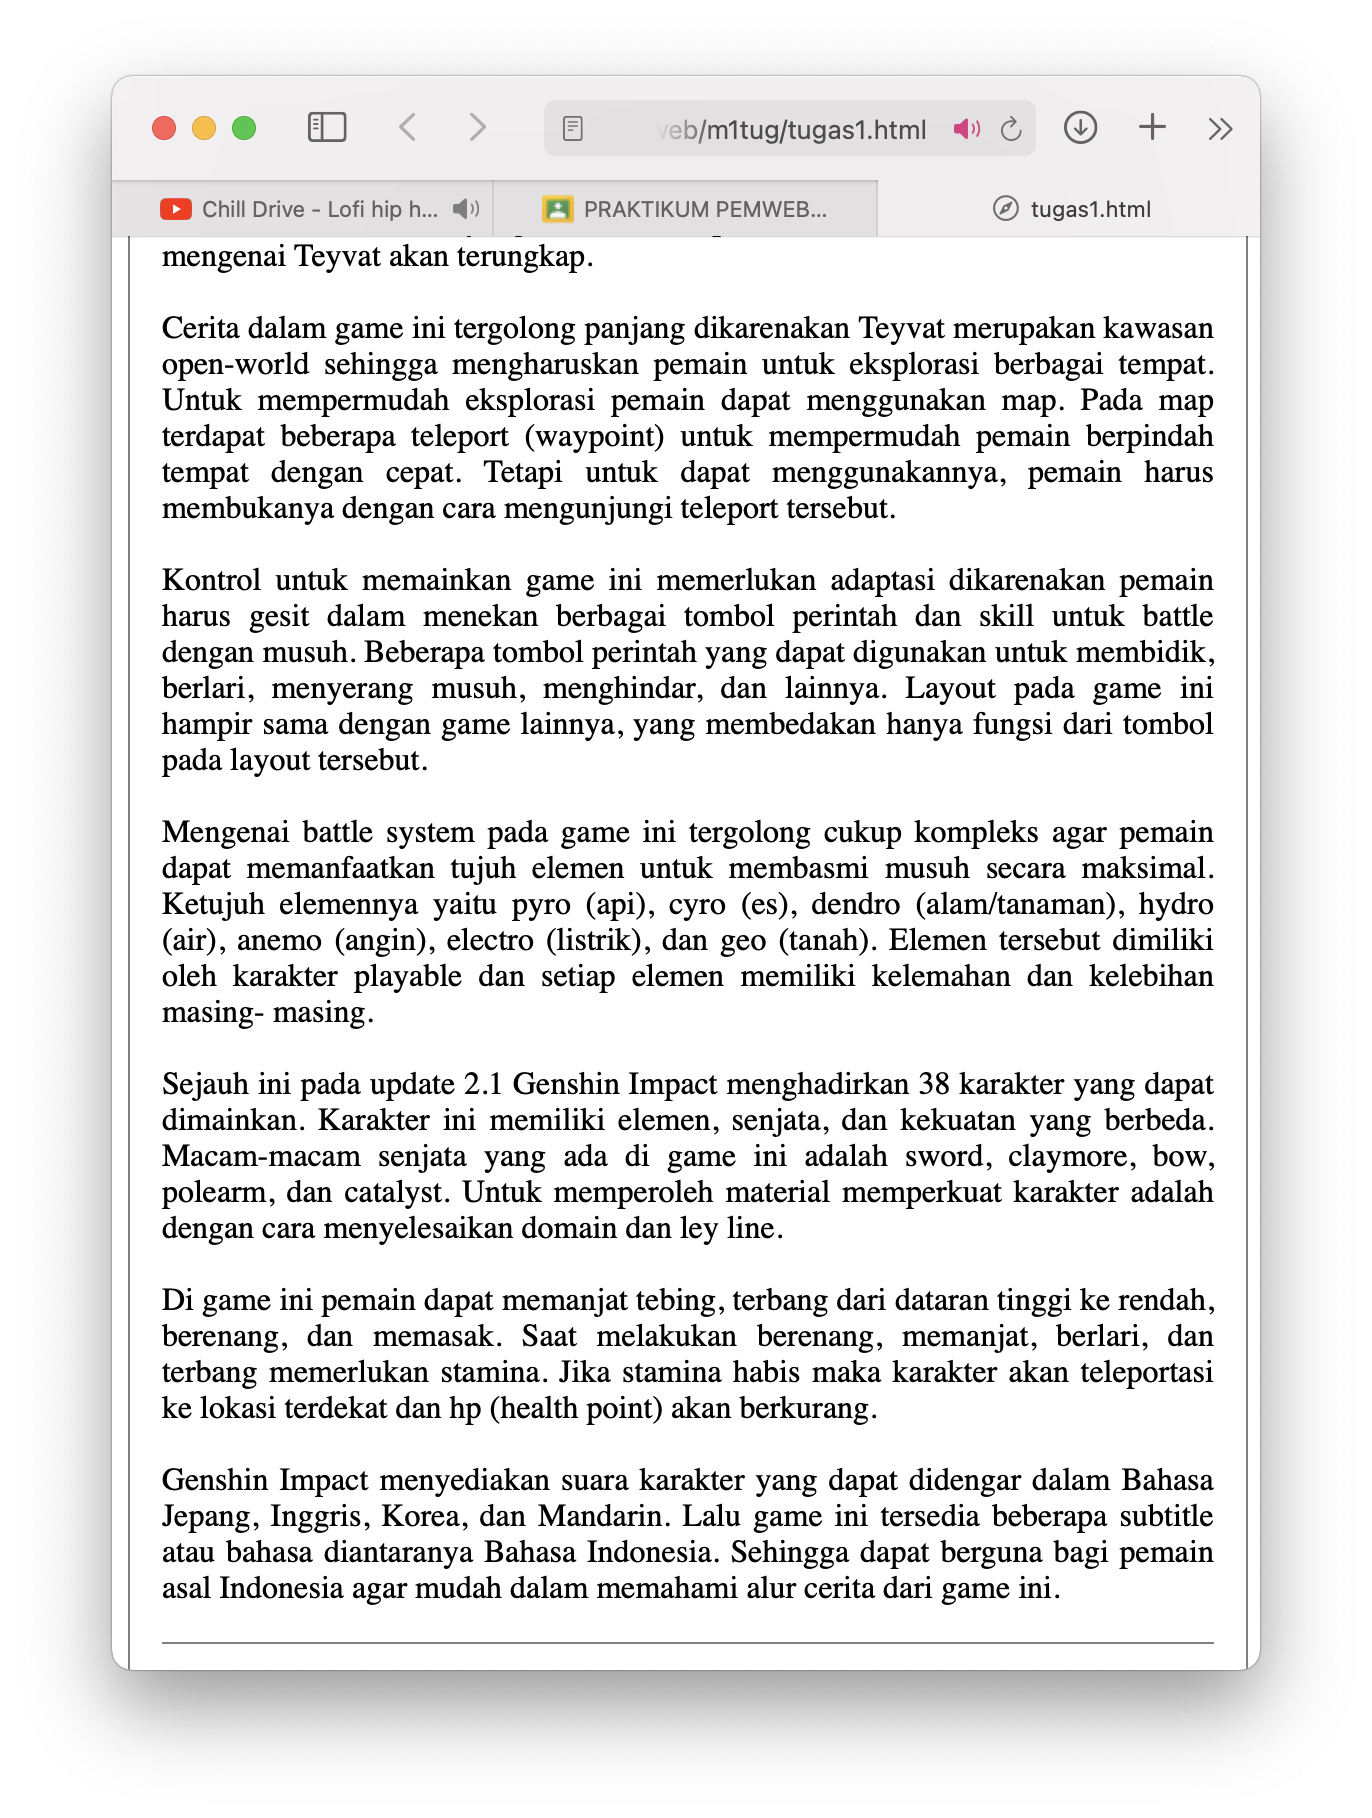 veb/m1tug/tugas1.html
Chill Drive - Lofi hip h...
PRAKTIKUM PEMWEB...
tugas1.html
mengenai Teyvat akan terungkap.
Cerita dalam game ini tergolong panjang dikarenakan Teyvat merupakan kawasan
open-world sehingga mengharuskan pemain untuk eksplorasi berbagai tempat.
Untuk mempermudah eksplorasi pemain dapat menggunakan map. Pada map
terdapat beberapa teleport (waypoint) untuk mempermudah pemain berpindah
tempat dengan cepat. Tetapi untuk dapat menggunakannya, pemain harus
membukanya dengan cara mengunjungi teleport tersebut.
Kontrol untuk memainkan game ini memerlukan adaptasi dikarenakan pemain
harus gesit dalam menekan berbagai tombol perintah dan skill untuk battle
dengan musuh. Beberapa tombol perintah yang dapat digunakan untuk membidik,
berlari, menyerang musuh, menghindar, dan lainnya. Layout pada game ini
hampir sama dengan game lainnya, yang membedakan hanya fungsi dari tombol
pada layout tersebut.
Mengenai battle system pada game ini tergolong cukup kompleks agar pemain
dapat memanfaatkan tujuh elemen untuk membasmi musuh secara maksimal.
Ketujuh elemennya yaitu pyro (api), cyro (es), dendro (alam/tanaman), hydro
(air), anemo (angin), electro (listrik), dan geo (tanah). Elemen tersebut dimiliki
oleh karakter playable dan setiap elemen memiliki kelemahan dan kelebihan
masing- masing.
Sejauh ini pada update 2.1 Genshin Impact menghadirkan 38 karakter yang dapat
dimainkan. Karakter ini memiliki elemen, senjata, dan kekuatan yang berbeda.
Macam-macam senjata yang ada di game ini adalah sword, claymore, bow,
polearm, dan catalyst. Untuk memperoleh material memperkuat karakter adalah
dengan cara menyelesaikan domain dan ley line.
Di game ini pemain dapat memanjat tebing, terbang dari dataran tinggi ke rendah,
berenang, dan memasak. Saat melakukan berenang, memanjat, berlari, dan
terbang memerlukan stamina. Jika stamina habis maka karakter akan teleportasi
ke lokasi terdekat dan hp (health point) akan berkurang.
Genshin Impact menyediakan suara karakter yang dapat didengar dalam Bahasa
Jepang, Inggris, Korea, dan Mandarin. Lalu game ini tersedia beberapa subtitle
atau bahasa diantaranya Bahasa Indonesia. Sehingga dapat berguna bagi pemain
asal Indonesia agar mudah dalam memahami alur cerita dari game ini.